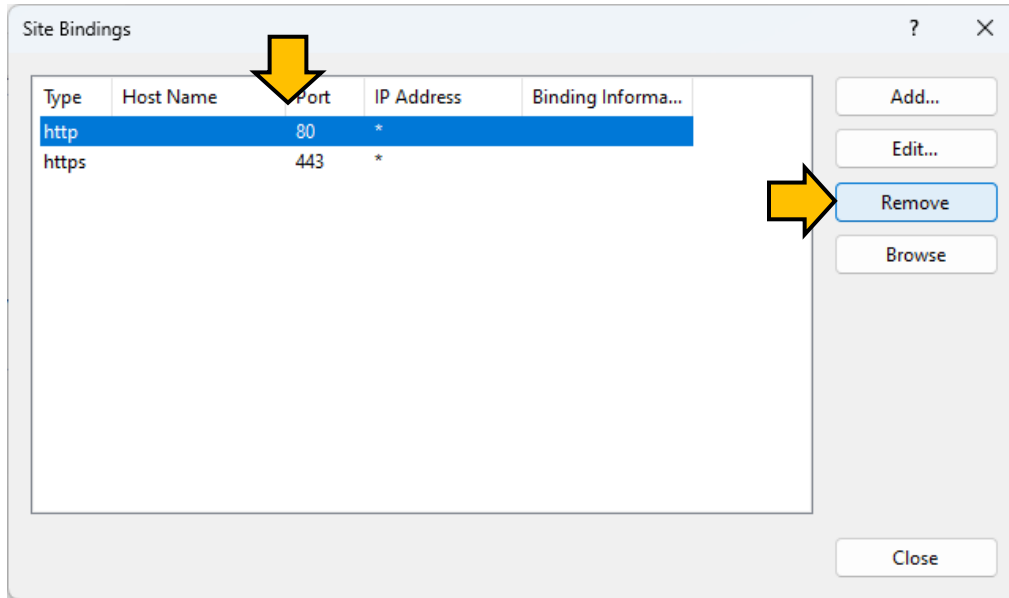 Site Bindings ?
Type Host Name Port IP Address Binding Informa... Add...
http 80 *
Edit...
https 443 *
Remove
Browse
Close